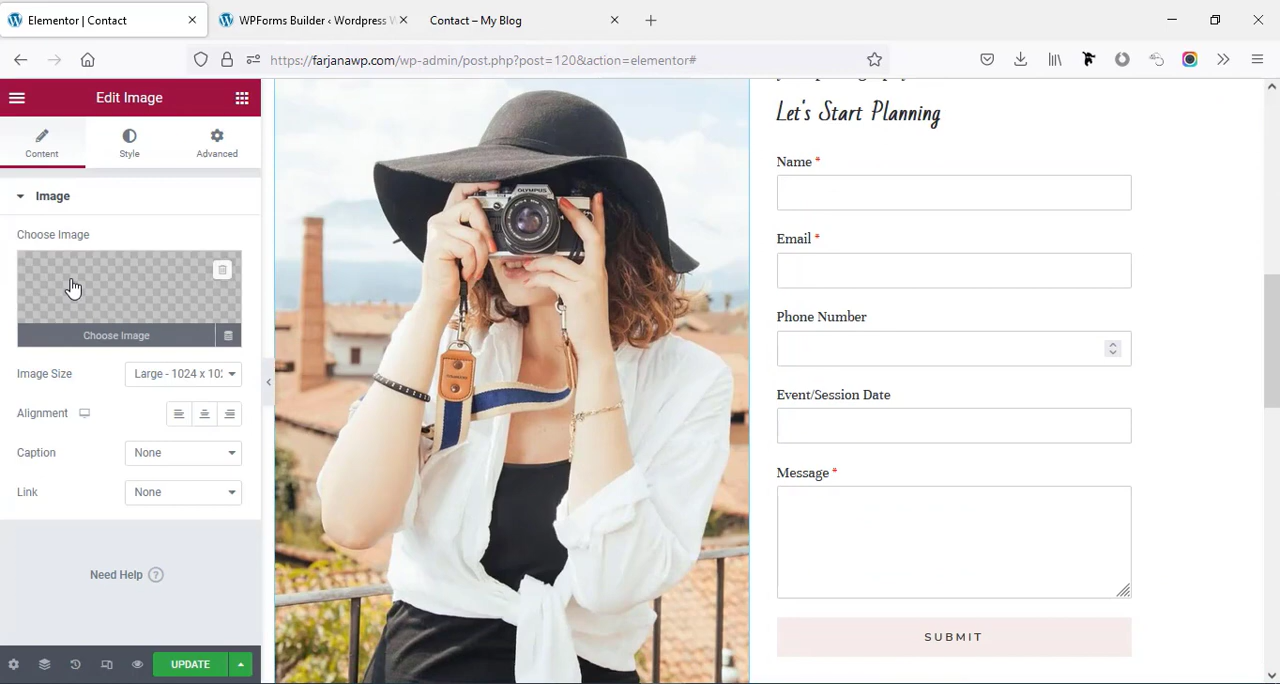 Elementor | Contact
WPForms Builder ‹ Wordpress W
Contact – My Blog
https://farjanawp.com/wp-admin/post.php?post=120&action=elementor#
Edit Image
Content
Style
Advanced
Image
Choose Image
Choose Image
Image Size
Large - 1024 x 102
Alignment
Caption
None
Link
None
Need Help ?
UPDATE
OLYMPUS
Let's Start Planning
Name *
Email *
Phone Number
Event/Session Date
Message *
SUBMIT